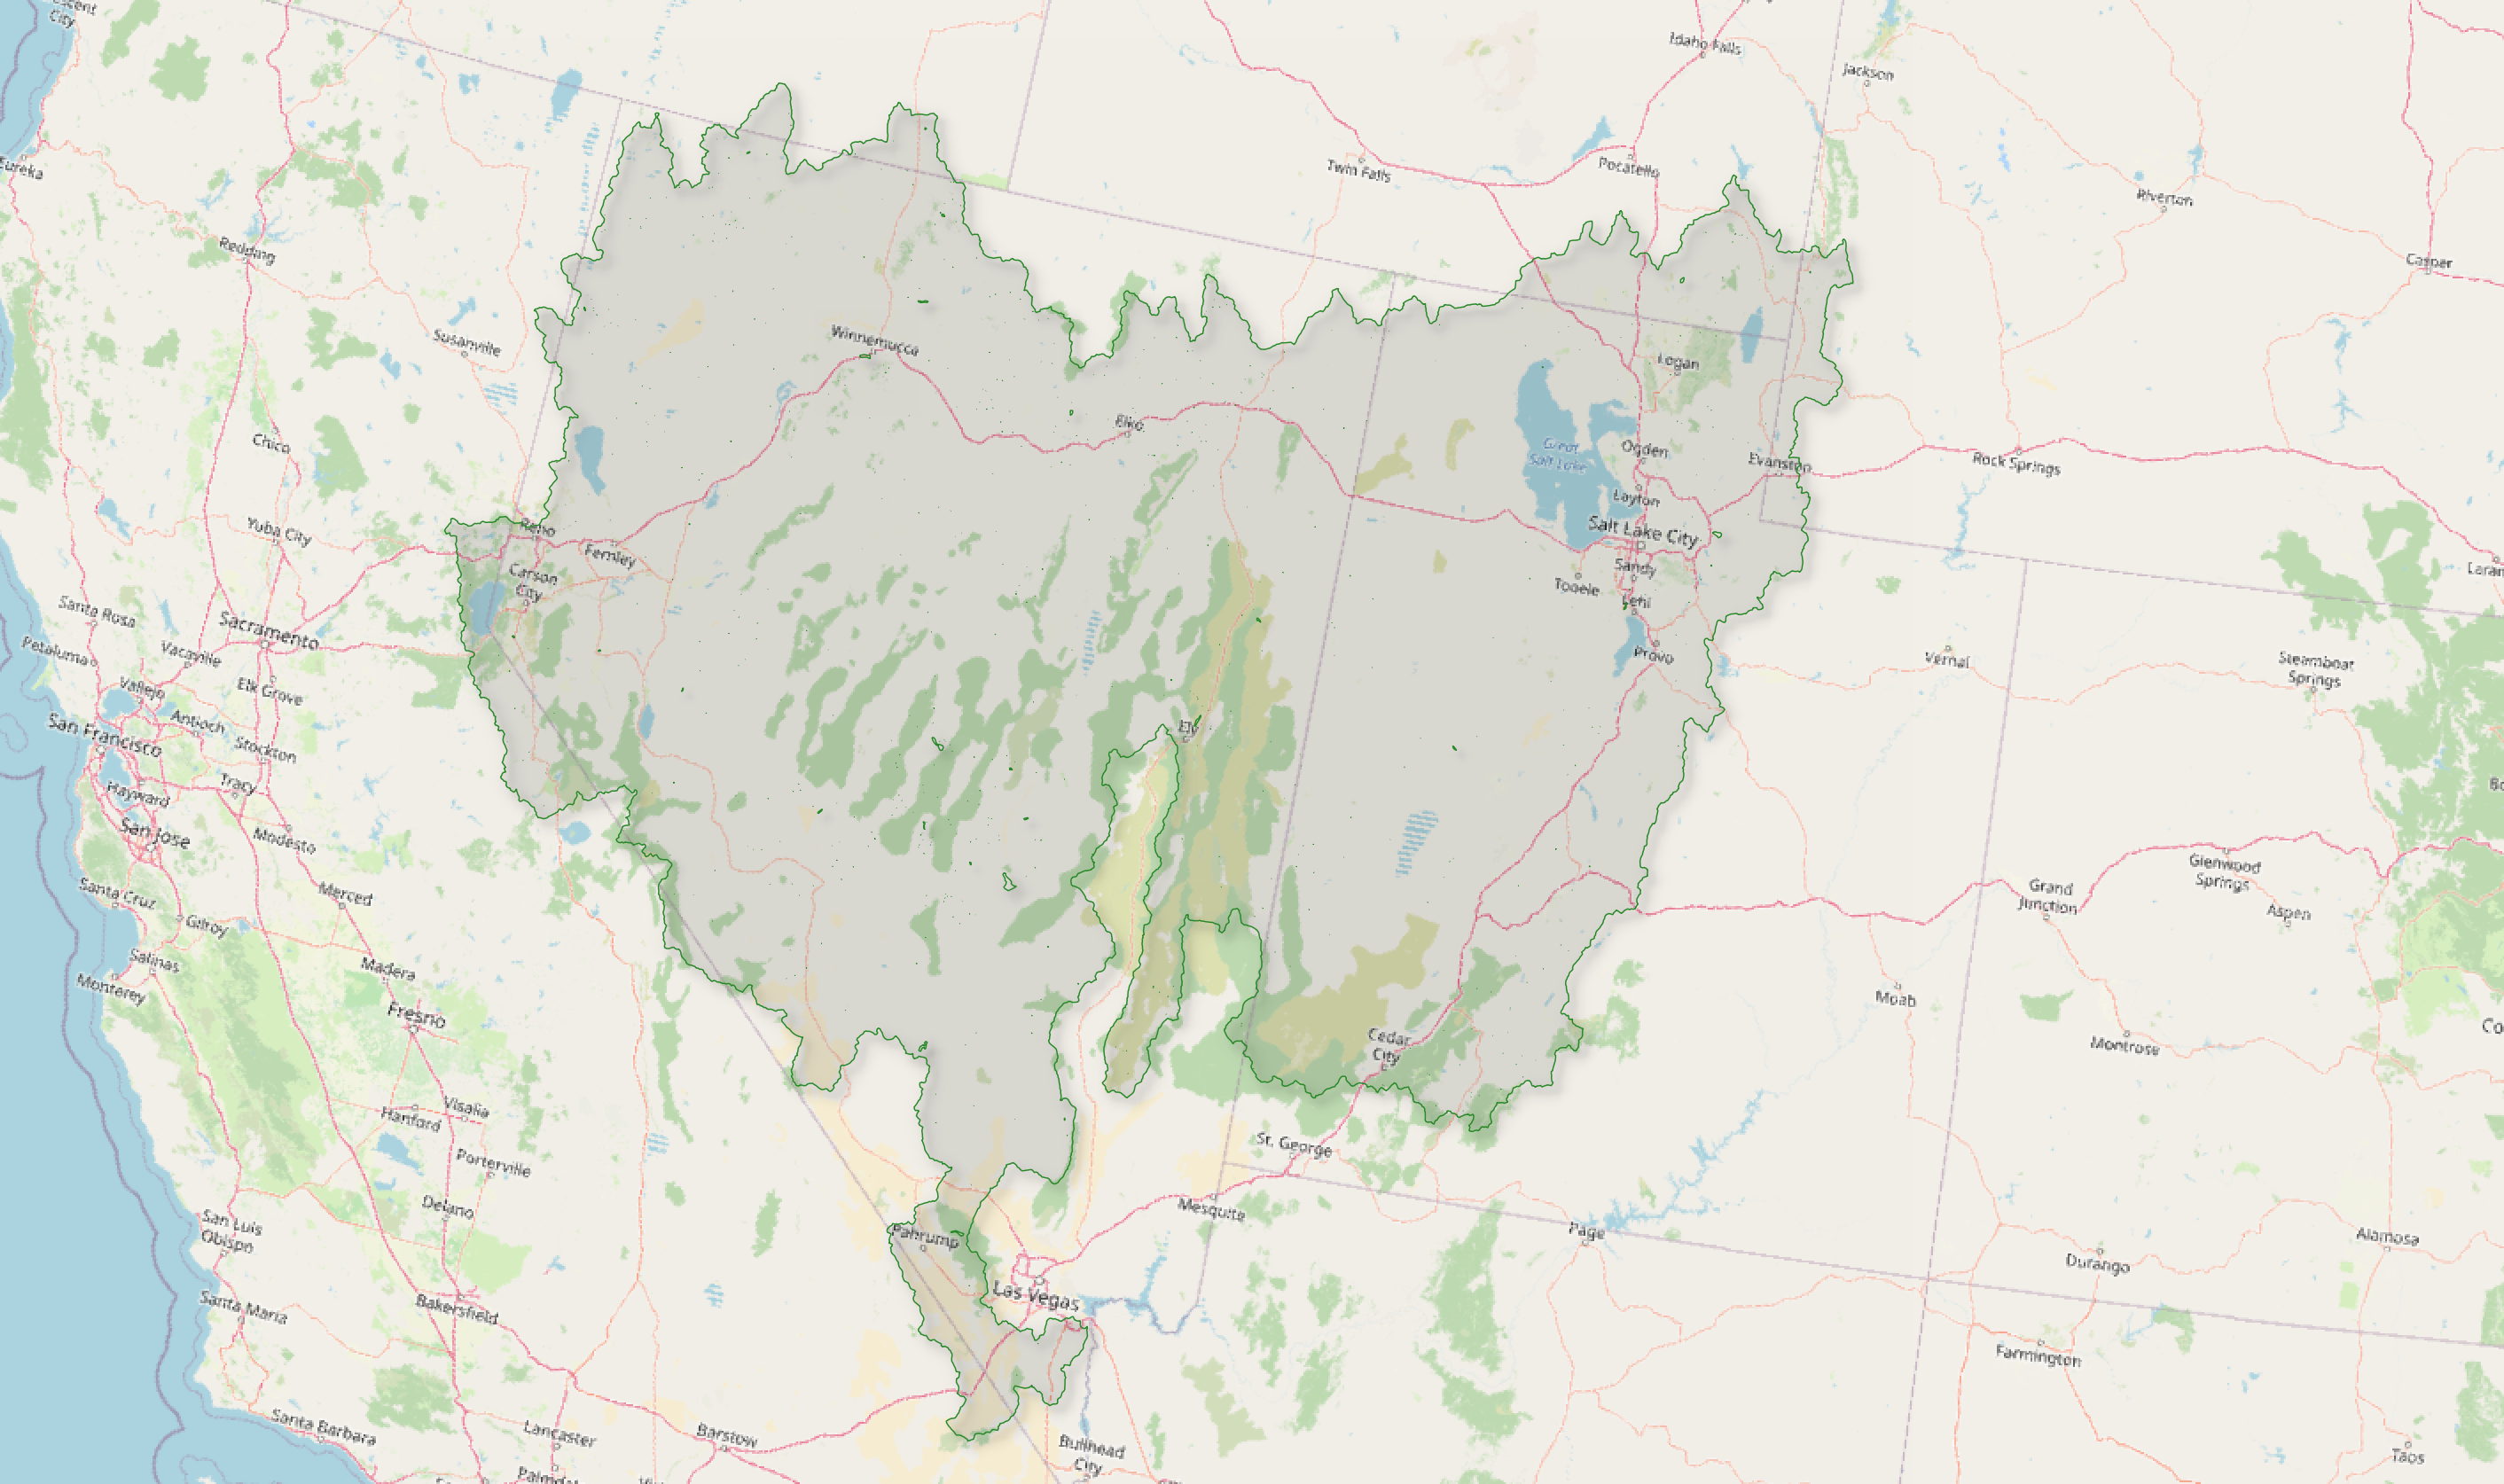 scent
City
Idaho Falls
Jackson
Eureka
Twin Falls
Pocatello
Riverton
Redding
Casper
Susanville
Winnemucca
Logan
Chico
Elko
Great
Salt Lake
Ogden
Evanston
Rock Springs
Layton
Yuba City
Reno
Fernley
Salt Lake City
Sandy
Laran
Carson
City
Tooele
Lehi
Santa Rosa
Sacramento
Petaluma
Vacaville
Provo
Vernal
Steamboat
Springs
Vallejo
Elk Grove
Antioch
San Francisco
Stockton
Ely
Tracy
Hayward
Bo
San Jose
Modesto
Glenwood
Springs
Santa Cruz
Merced
Grand
Junction
Aspen
Gilroy
Salinas
Madera
Monterey
Moab
Fresno
Co
Cedar
City
Montrose
Visalia
Hanford
St. George
Porterville
Delano
Mesquite
San Luis
Obispo
Pahrump
Page
Alamosa
Durango
Las Vegas
Santa Maria
Bakersfield
Farmington
Santa Barbara
Lancaster
Barstow
Bullhead
City
Taos
Palmdal